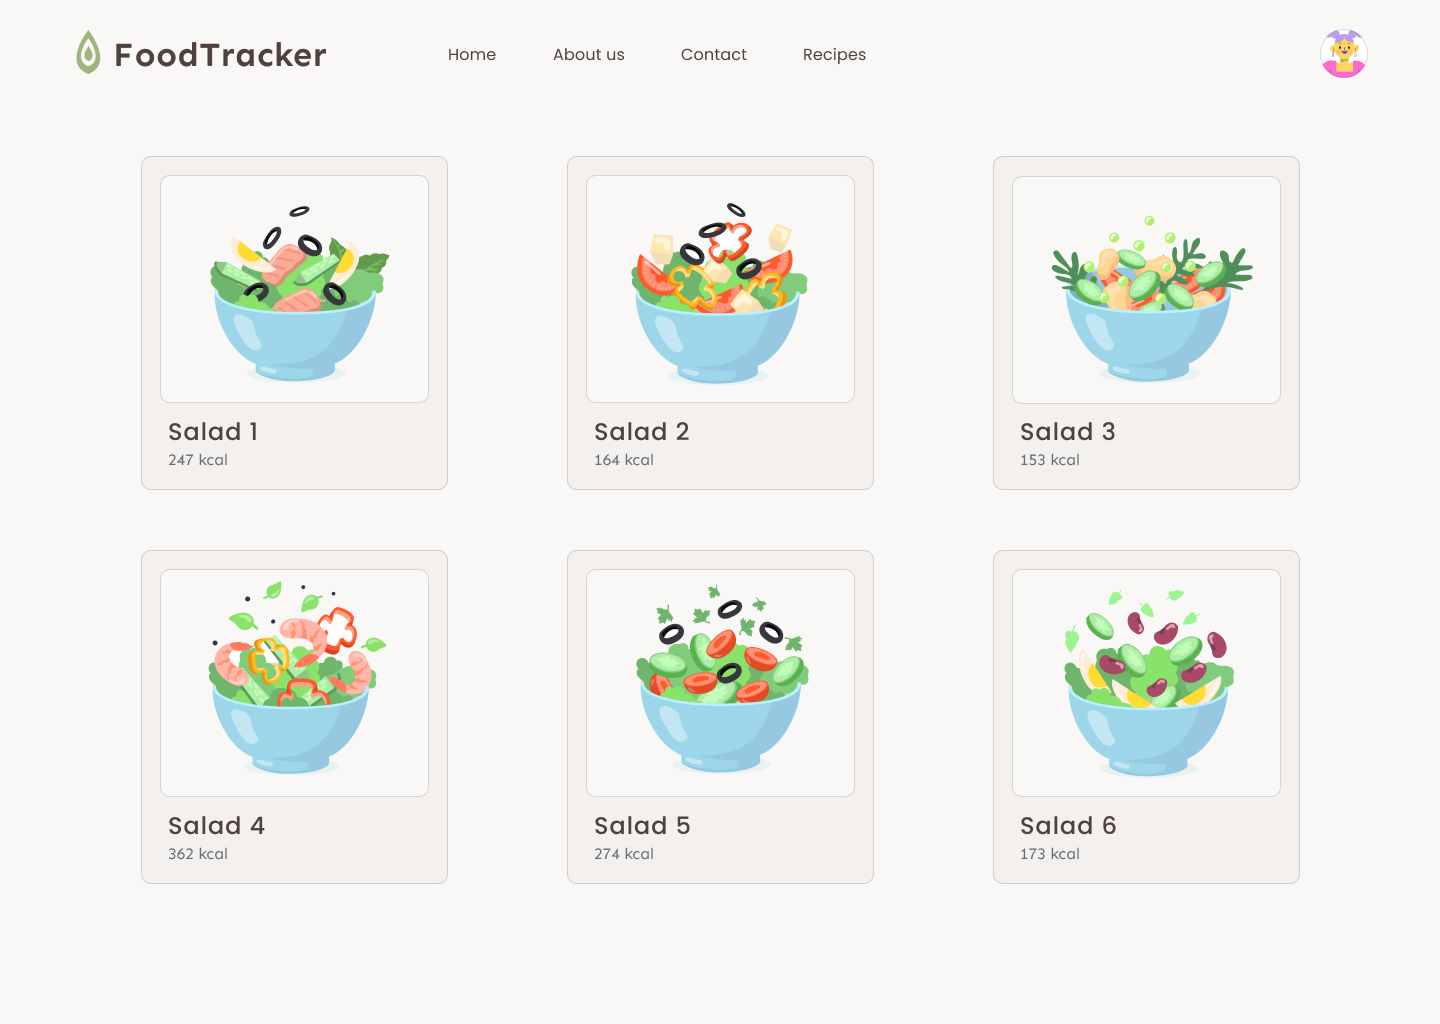 FoodTracker
Home About us Contact Recipes
Salad 1
247 kcal
Salad 2
164 kcal
Salad 3
153 kcal
Salad 4
362 kcal
Salad 5
274 kcal
Salad 6
173 kcal